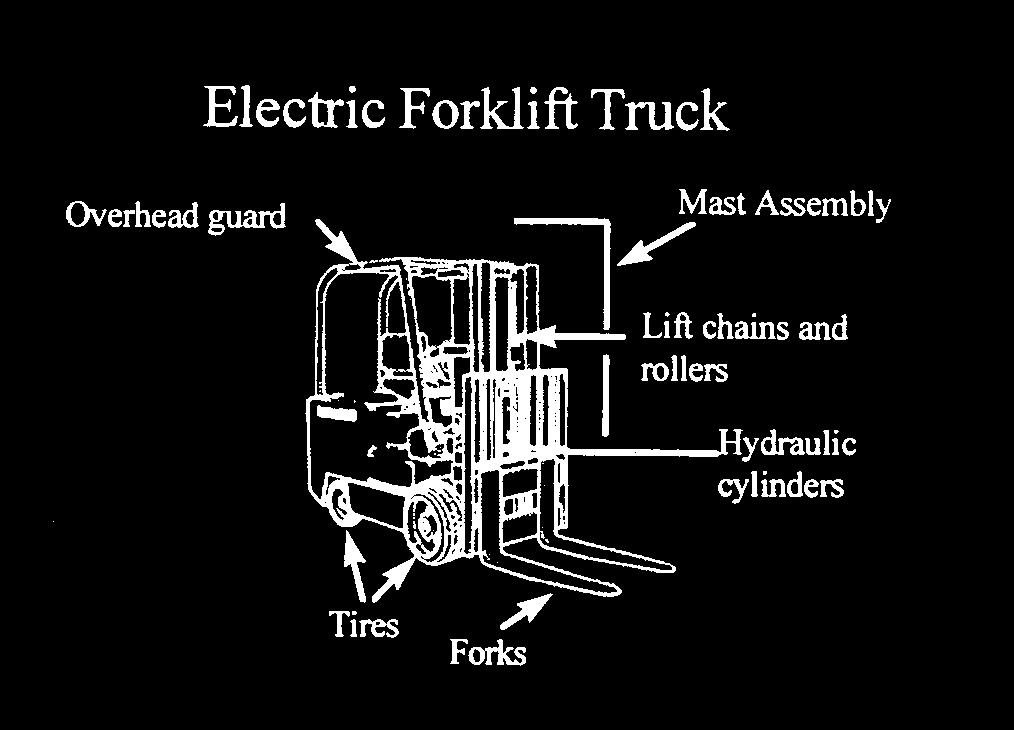 Electric Forklift Truck
Overhead guard
Mast Assembly
Lift chains and
rollers
Hydraulic
cylinders
Tires
Forks